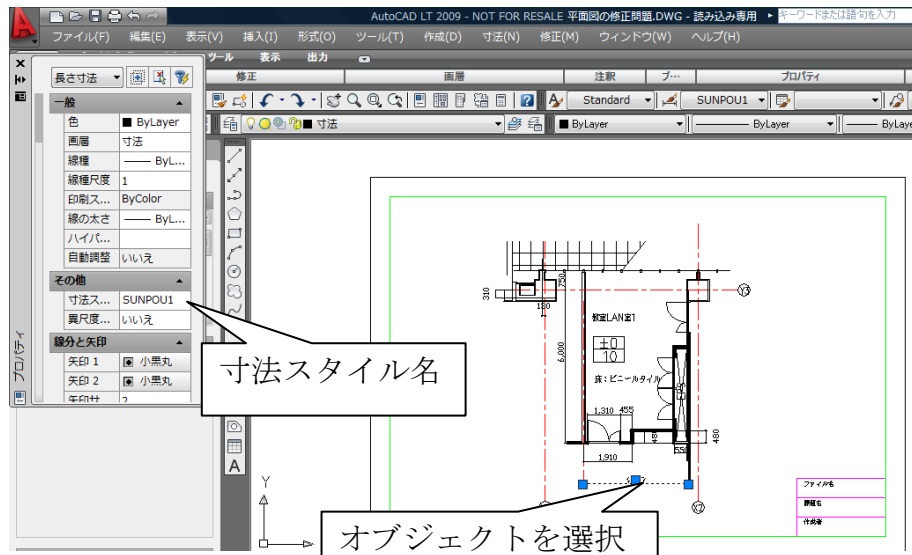 AutoCAD LT 2009 - NOT FOR RESALE 平面図の修正問題.DWG - 読み込み専用
キーワードまたは語句を入力
ファイル(F) 編集(E) 表示(V) 挿入(I) 形式(O) ツール(T) 作成(D) 寸法(N) 修正(M) ウィンドウ(W) ヘルプ(H)
ツール 表示 出力
修正 画層 注釈 プ… プロパティ
長さ寸法
Standard SUNPOU1
寸法 ByLayer ByLayer ByLaye
一般
色 ByLayer
画層 寸法
線種 ByL...
線種尺度 1
印刷ス... ByColor
線の太さ ByL...
ハイパ...
自動調整 いいえ
その他
寸法ス... SUNPOU1
異尺度... いいえ
線分と矢印
矢印 1 小黒丸
矢印 2 小黒丸
矢印サ 2
プロパティ
寸法スタイル名
A
750
310
180
Y3
教室LAN室1
±0
10
6,000
床:ビニールタイル
1,310 455
480
480
550
1,910
X2
Y
ファイル名
課題名
作成者
オブジェクトを選択